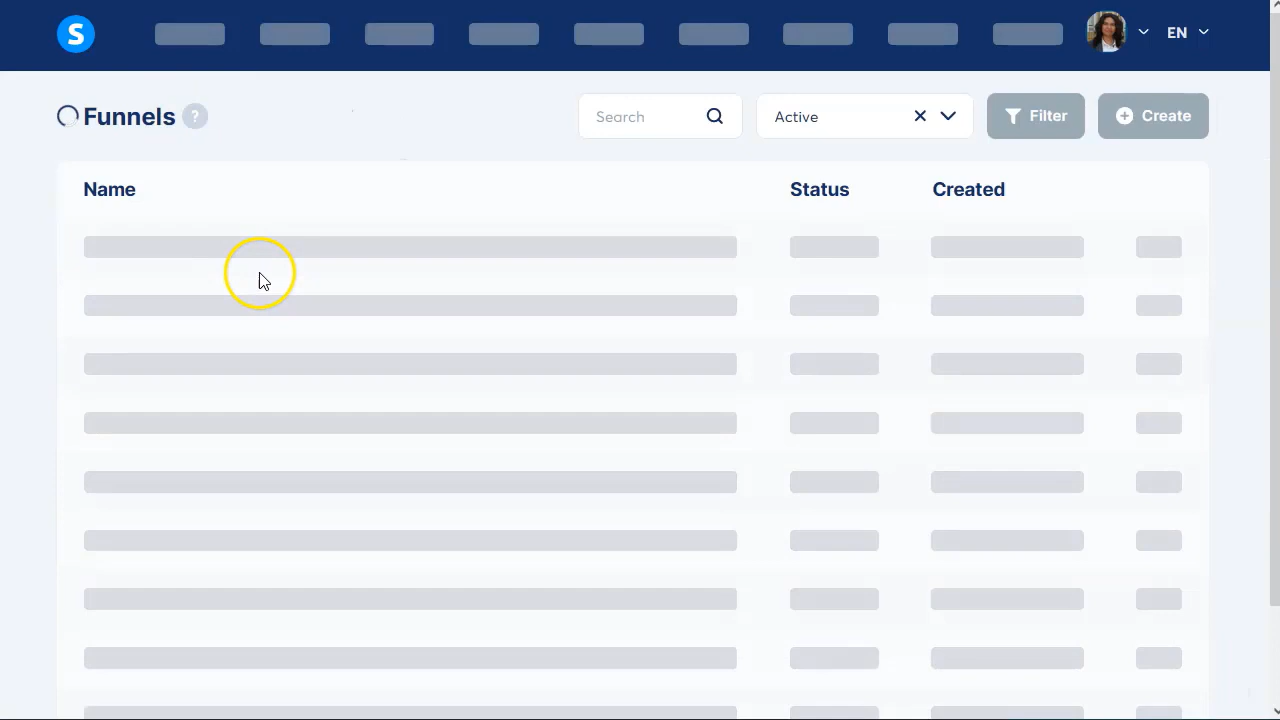 S
EN
Funnels ?
Search
Active
Filter
Create
Name
Status
Created